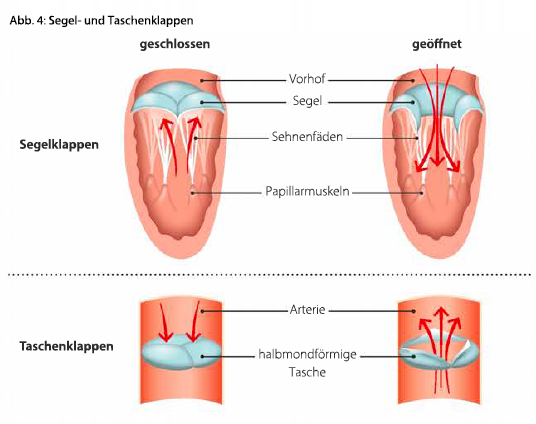 Abb. 4: Segel- und Taschenklappen
geschlossen
geöffnet
Vorhof
Segel
Segelklappen
Sehnenfäden
Papillarmuskeln
Arterie
Taschenklappen
halbmondförmige
Tasche